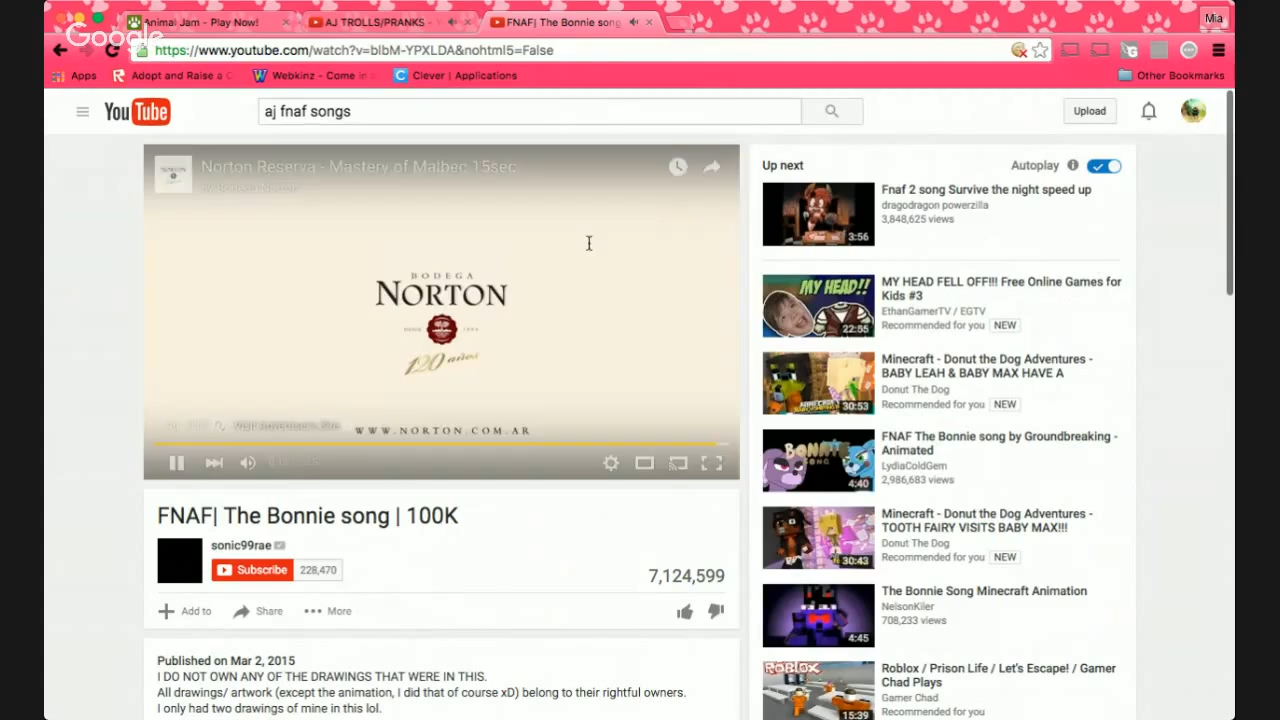 Animal Jam - Play Now!
AJ TROLLS/PRANKS -
FNAF| The Bonnie song
Mia
Google
https://www.youtube.com/watch?v=blbM-YPXLDA&nohtml5=False
Apps
Adopt and Raise a
Webkinz - Come in
Clever | Applications
Other Bookmarks
YouTube
aj fnaf songs
Upload
Norton Reserva - Mastery of Malbec 15sec
BODEGA
NORTON
120 años
Visit Advertiser's Site
WWW.NORTON.COM.AR
FNAF| The Bonnie song | 100K
sonic99rae
Subscribe 228,470
7,124,599
Add to Share More
Published on Mar 2, 2015
I DO NOT OWN ANY OF THE DRAWINGS THAT WERE IN THIS.
All drawings/ artwork (except the animation, I did that of course xD) belong to their rightful owners.
I only had two drawings of mine in this lol.
Up next
Autoplay
Fnaf 2 song Survive the night speed up
dragodragon powerzilla
3,848,625 views
3:56
MY HEAD!!
22:55
MY HEAD FELL OFF!!! Free Online Games for
Kids #3
EthanGamerTV / EGTV
Recommended for you NEW
30:53
Minecraft - Donut the Dog Adventures -
BABY LEAH & BABY MAX HAVE A
Donut The Dog
Recommended for you NEW
BONNIE
SONG
4:40
FNAF The Bonnie song by Groundbreaking -
Animated
LydiaColdGem
2,986,683 views
30:43
Minecraft - Donut the Dog Adventures -
TOOTH FAIRY VISITS BABY MAX!!!
Donut The Dog
Recommended for you NEW
4:45
The Bonnie Song Minecraft Animation
NelsonKiler
708,233 views
ROBLOX
15:39
Roblox / Prison Life / Let's Escape! / Gamer
Chad Plays
Gamer Chad
Recommended for you